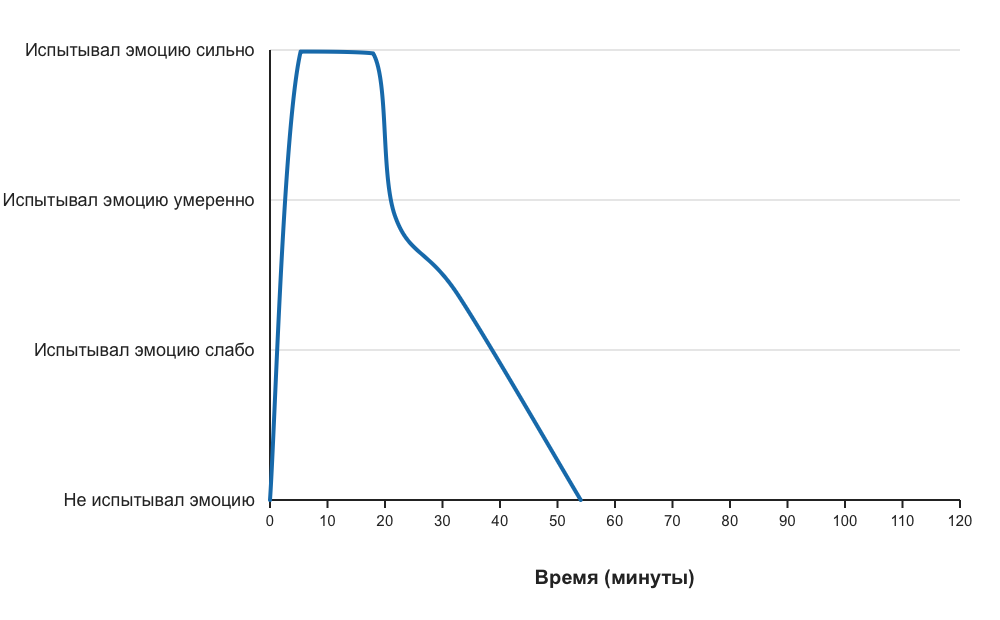 Испытывал эмоцию сильно
Испытывал эмоцию умеренно
Испытывал эмоцию слабо
Не испытывал эмоцию
0 10 20 30 40 50 60 70 80 90 100 110 120
Время (минуты)